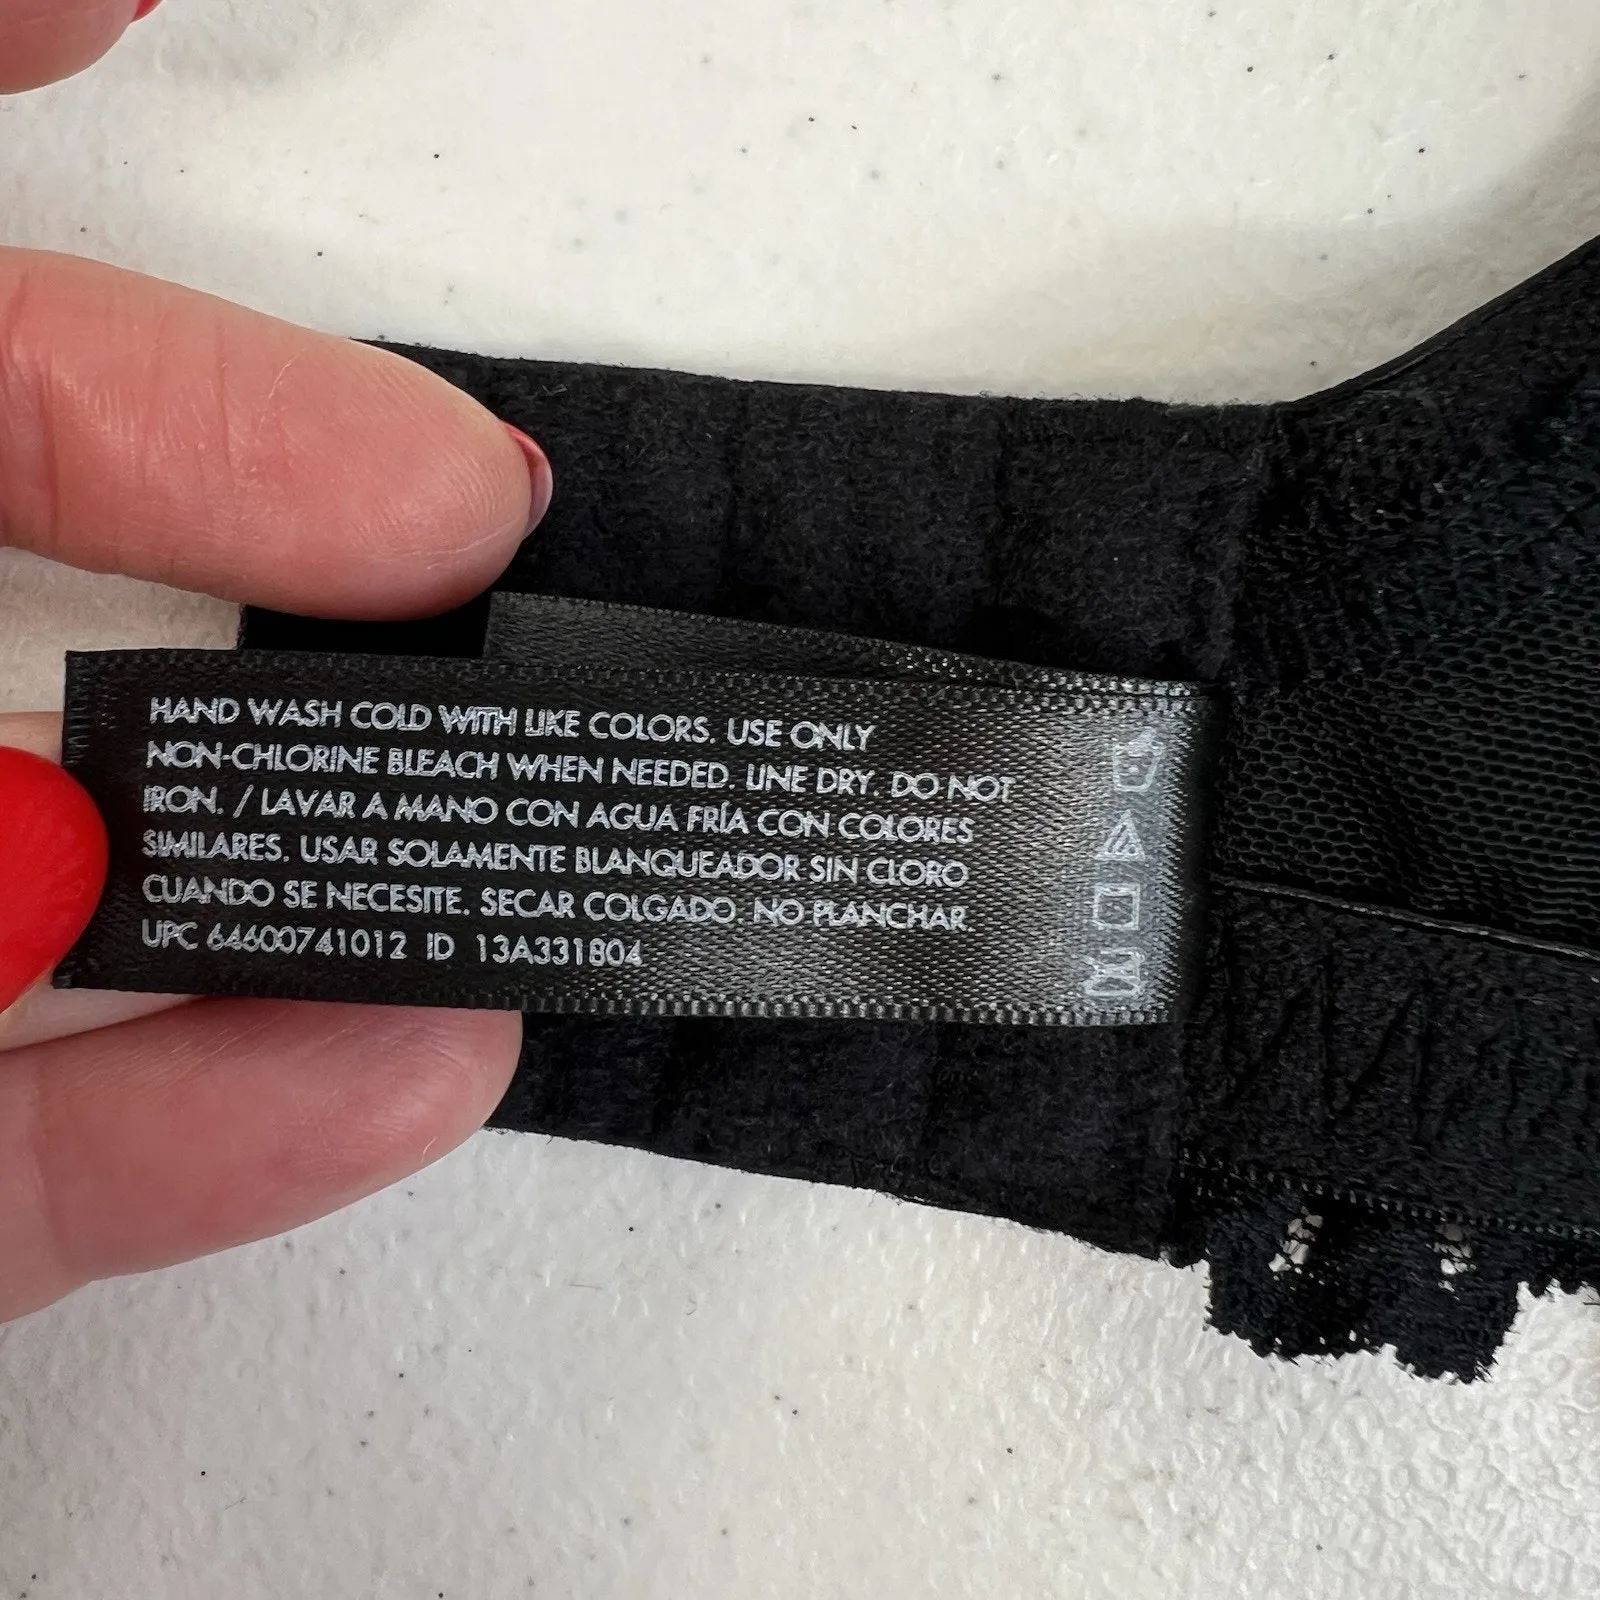 HAND WASH COLD WITH LIKE COLORS. USE ONLY
NON-CHLORINE BLEACH WHEN NEEDED. LINE DRY. DO NOT
IRON. / LAVAR A MANO CON AGUA FRÍA CON COLORES
SIMILARES. USAR SOLAMENTE BLANQUEADOR SIN CLORO
CUANDO SE NECESITE. SECAR COLGADO. NO PLANCHAR.
UPC 64600741012 ID 13A331804